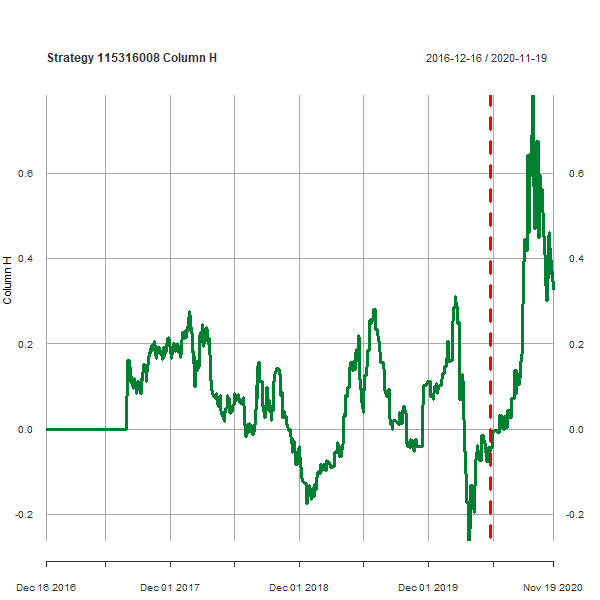 Strategy 115316008 Column H
2016-12-16 / 2020-11-19
Column H
0.6
0.4
0.2
0.0
-0.2
0.6
0.4
0.2
0.0
-0.2
Dec 16 2016
Dec 01 2017
Dec 01 2018
Dec 01 2019
Nov 19 2020